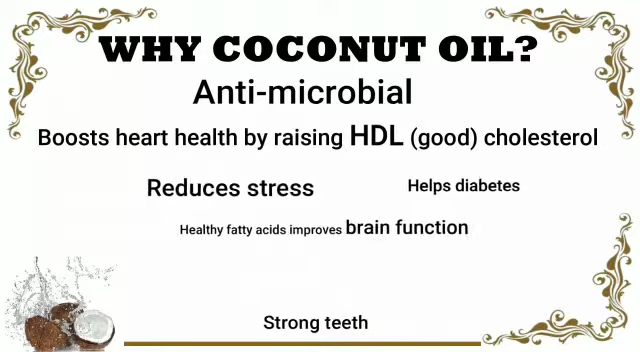 WHY COCONUT OIL?
Anti-microbial
Boosts heart health by raising HDL (good) cholesterol
Reduces stress
Helps diabetes
Healthy fatty acids improves brain function
Strong teeth